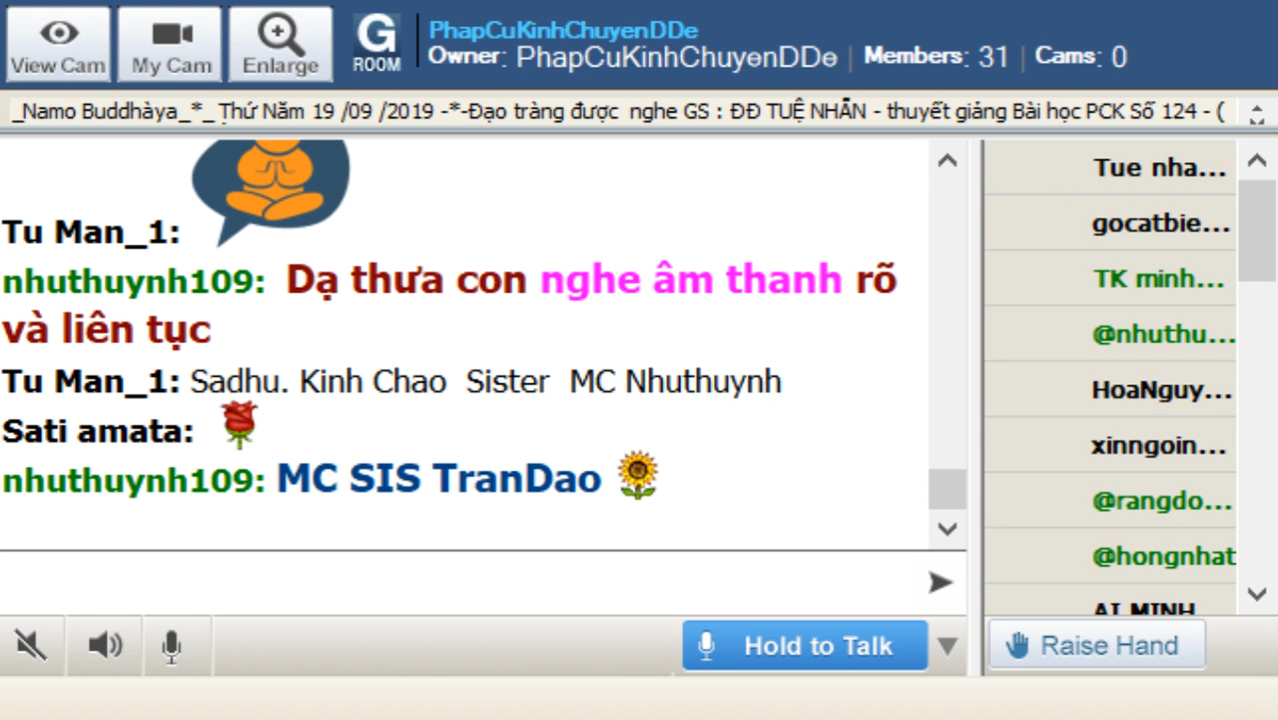 View Cam
My Cam
Enlarge
G
ROOM
PhapCuKinhChuyenDDe
Owner: PhapCuKinhChuyenDDe | Members: 31 | Cams: 0
_Namo Buddhàya_*_ Thứ Năm 19 /09 /2019 -*-Đạo tràng được nghe GS : ĐĐ TUỆ NHẪN - thuyết giảng Bài học PCK Số 124 - (
Tu Man_1:
nhuthuynh109: Dạ thưa con nghe âm thanh rõ
và liên tục
Tu Man_1: Sadhu. Kinh Chao Sister MC Nhuthuynh
Sati amata:
nhuthuynh109: MC SIS TranDao
Tue nha...
gocatbie...
TK minh...
@nhuthu...
HoaNguy...
xinngoin...
@rangdo...
@hongnhat
AI MINH
Hold to Talk
Raise Hand